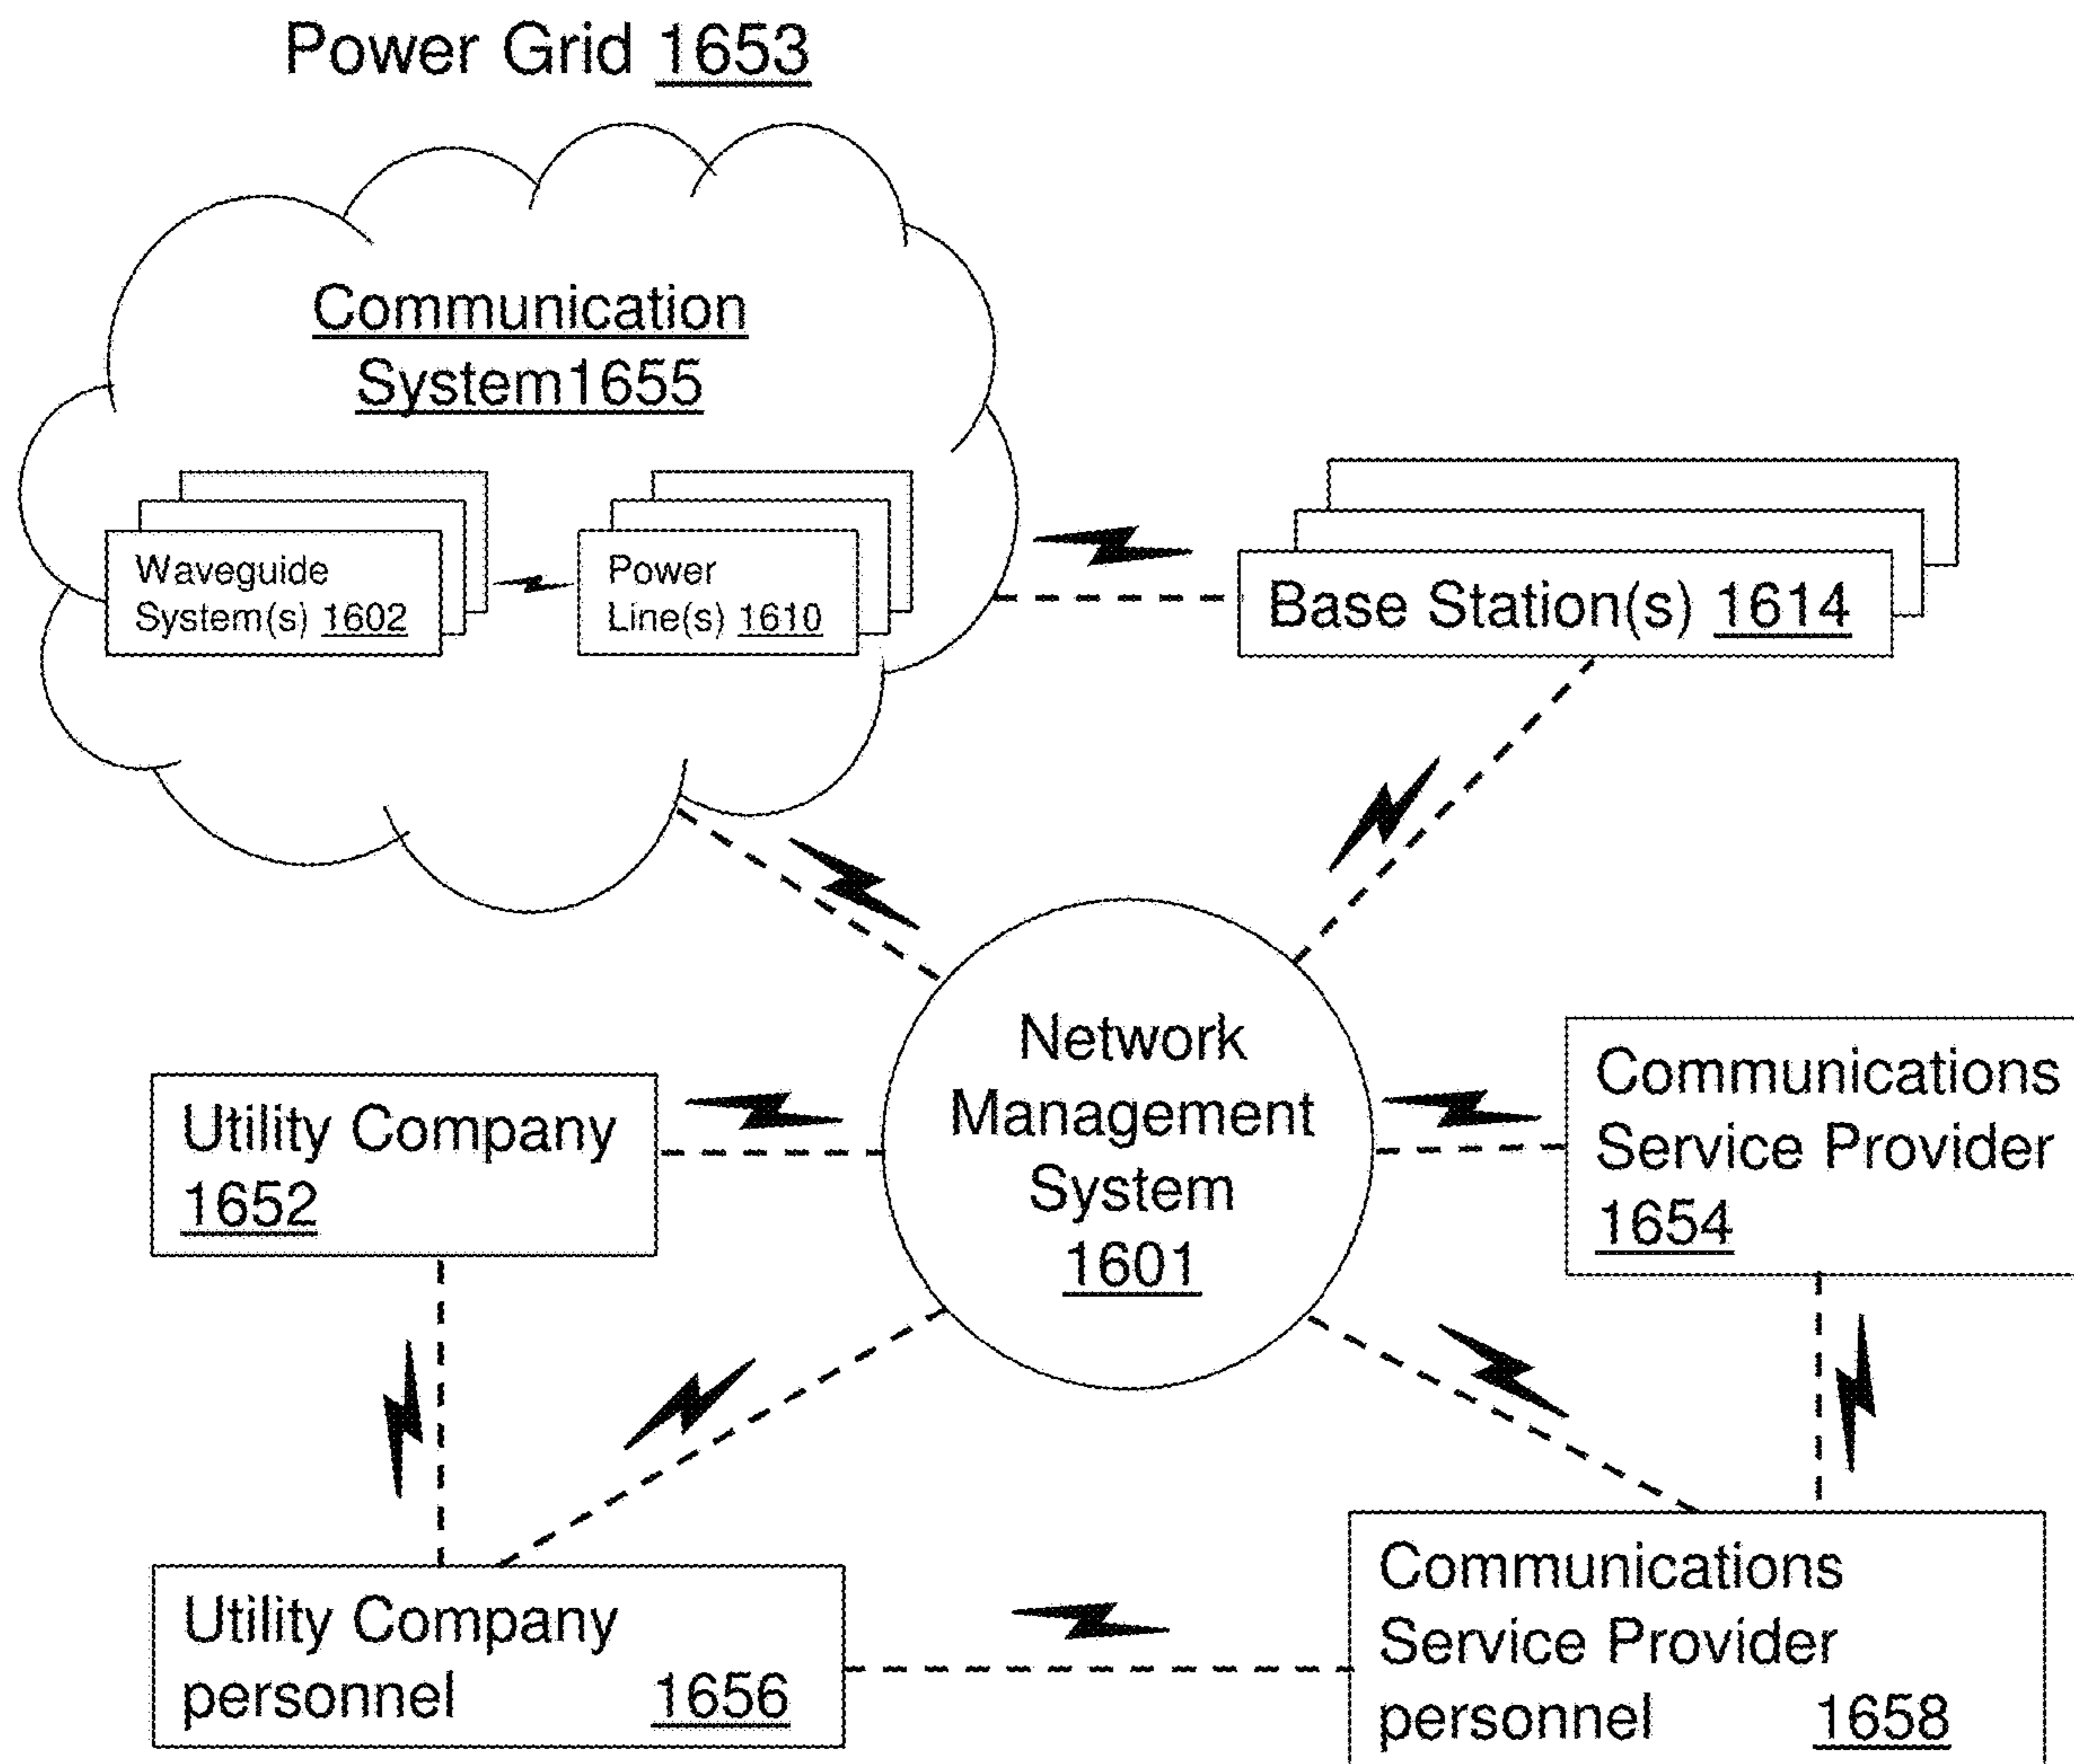 Power Grid 1653
Communication
System1655
Waveguide
System(s) 1602
Power
Line(s) 1610
Base Station(s) 1614
Network
Management
System
1601
Utility Company
1652
Communications
Service Provider
1654
Utility Company
personnel 1656
Communications
Service Provider
personnel 1658